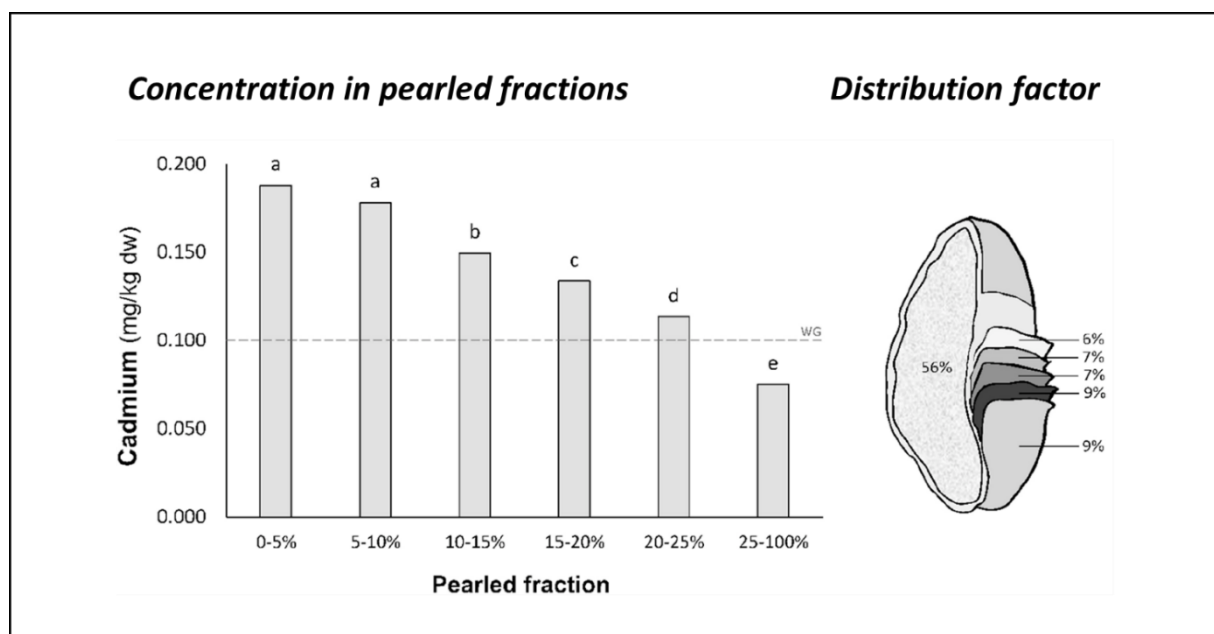 Concentration in pearled fractions
Distribution factor
Cadmium (mg/kg dw)
0.200
0.150
0.100
0.050
0.000
a
a
b
c
d
e
WG
0-5%
5-10%
10-15%
15-20%
20-25%
25-100%
Pearled fraction
56%
6%
7%
7%
9%
9%